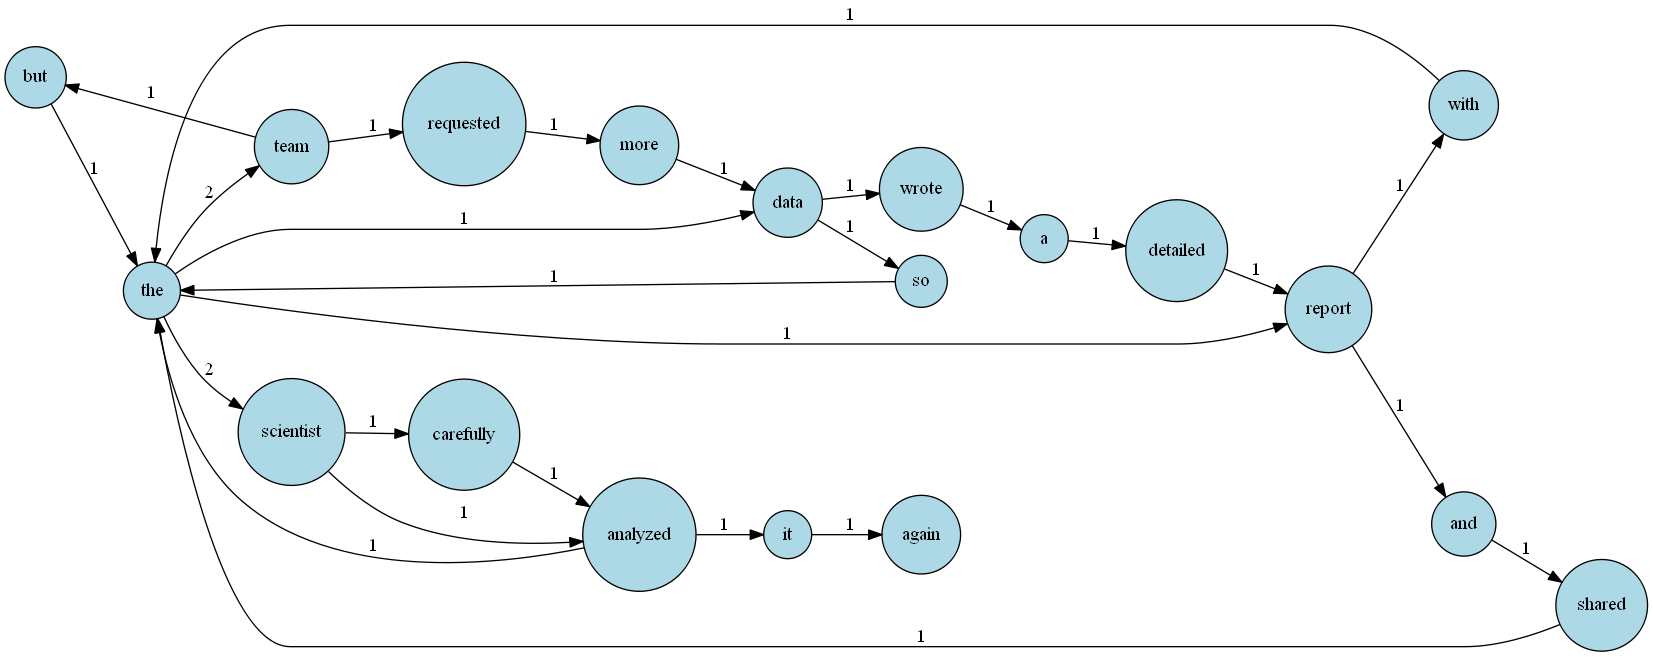 1
but
1
1
team
2
1
requested
1
more
1
data
1
wrote
1
a
1
detailed
1
report
1
with
1
1
so
1
the
1
1
2
scientist
1
carefully
1
1
analyzed
1
it
1
again
1
1
and
1
shared
1